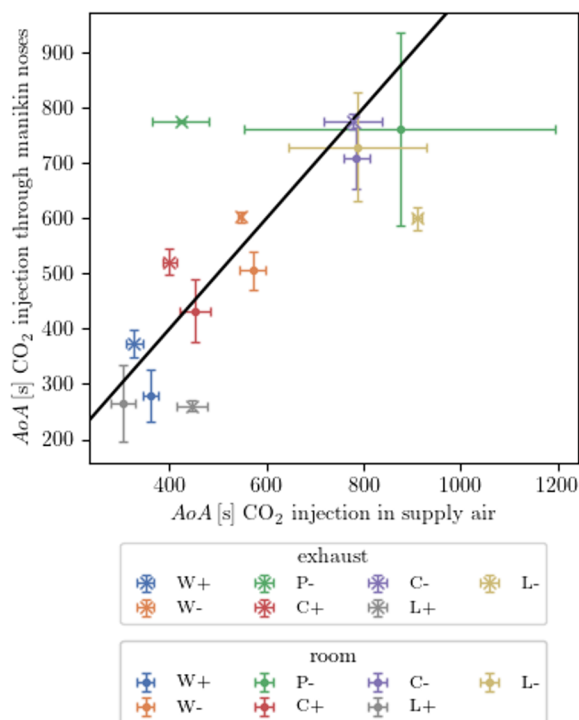 AoA [s] CO₂ injection through manikin noses
900
800
700
600
500
400
300
200
400 600 800 1000 1200
AoA [s] CO₂ injection in supply air
exhaust
W+ P- C- L-
W- C+ L+
room
W+ P- C- L-
W- C+ L+